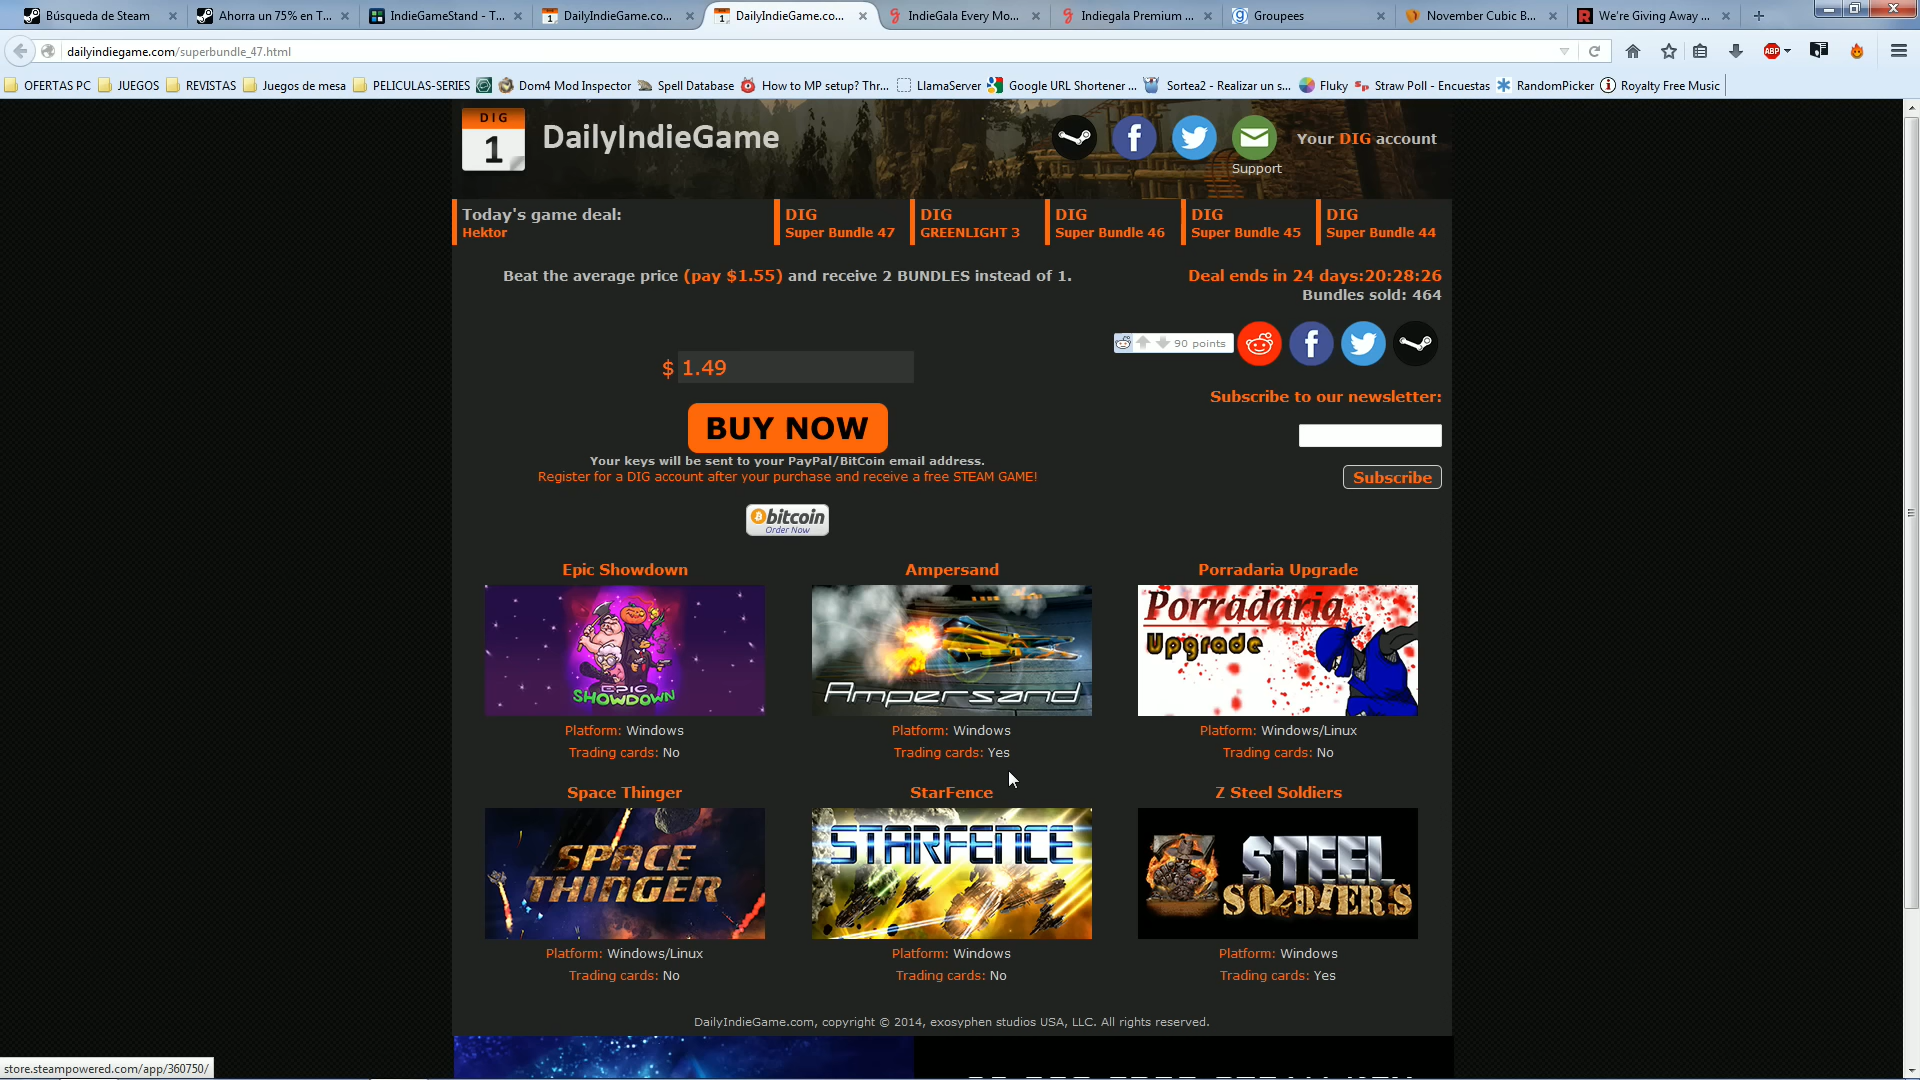 Búsqueda de Steam
Ahorra un 75% en T...
IndieGameStand - T...
DailyIndieGame.co...
DailyIndieGame.co...
IndieGala Every Mo...
Indiegala Premium ...
Groupees
November Cubic B...
We're Giving Away ...
dailyindiegame.com/superbundle_47.html
ABP
OFERTAS PC
JUEGOS
REVISTAS
Juegos de mesa
PELICULAS-SERIES
Dom4 Mod Inspector
Spell Database
How to MP setup? Thr...
LlamaServer
Google URL Shortener ...
Sortea2 - Realizar un s...
Fluky
Straw Poll - Encuestas
RandomPicker
Royalty Free Music
DIG
1
DailyIndieGame
Support
Your DIG account
Today's game deal:
Hektor
DIG
Super Bundle 47
DIG
GREENLIGHT 3
DIG
Super Bundle 46
DIG
Super Bundle 45
DIG
Super Bundle 44
Beat the average price (pay $1.55) and receive 2 BUNDLES instead of 1.
Deal ends in 24 days:20:28:26
Bundles sold: 464
90 points
$ 1.49
Subscribe to our newsletter:
BUY NOW
Your keys will be sent to your PayPal/BitCoin email address.
Register for a DIG account after your purchase and receive a free STEAM GAME!
Subscribe
bitcoin
Order Now
Epic Showdown
EPIC
SHOWDOWN
Platform: Windows
Trading cards: No
Ampersand
Ampersand
Platform: Windows
Trading cards: Yes
Porradaria Upgrade
Porradaria
Upgrade
Platform: Windows/Linux
Trading cards: No
Space Thinger
SPACE
THINGER
Platform: Windows/Linux
Trading cards: No
StarFence
STARFENCE
Platform: Windows
Trading cards: No
Z Steel Soldiers
Z STEEL
SOLDIERS
Platform: Windows
Trading cards: Yes
DailyIndieGame.com, copyright © 2014, exosyphen studios USA, LLC. All rights reserved.
store.steampowered.com/app/360750/